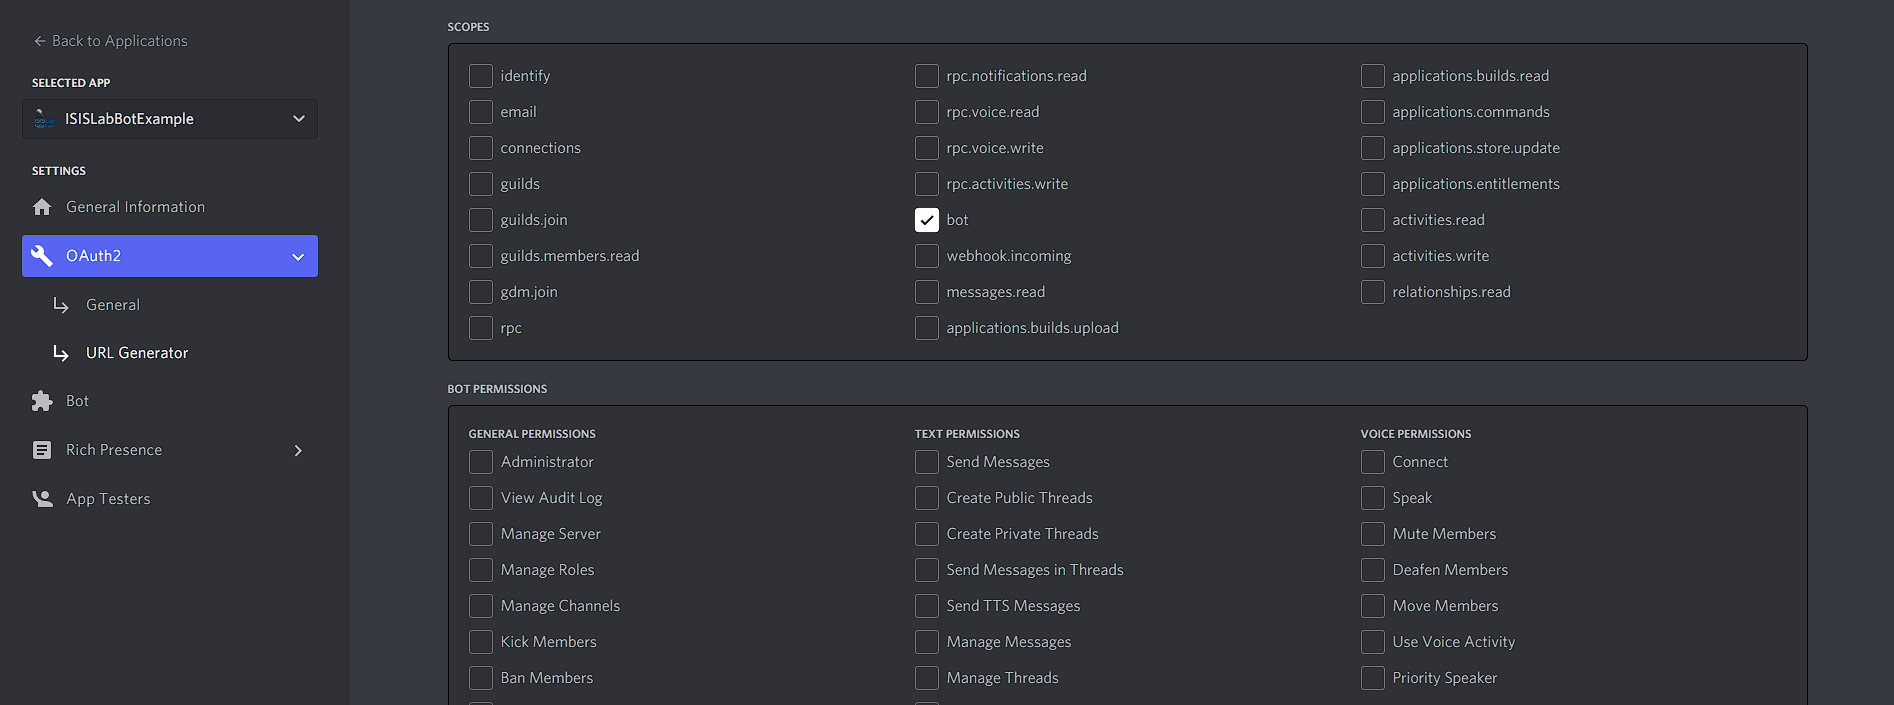 ← Back to Applications
SELECTED APP
ISISLabBotExample
SETTINGS
General Information
OAuth2
General
URL Generator
Bot
Rich Presence
App Testers
SCOPES
identify
email
connections
guilds
guilds.join
guilds.members.read
gdm.join
rpc
rpc.notifications.read
rpc.voice.read
rpc.voice.write
rpc.activities.write
bot
webhook.incoming
messages.read
applications.builds.upload
applications.builds.read
applications.commands
applications.store.update
applications.entitlements
activities.read
activities.write
relationships.read
BOT PERMISSIONS
GENERAL PERMISSIONS
Administrator
View Audit Log
Manage Server
Manage Roles
Manage Channels
Kick Members
Ban Members
TEXT PERMISSIONS
Send Messages
Create Public Threads
Create Private Threads
Send Messages in Threads
Send TTS Messages
Manage Messages
Manage Threads
VOICE PERMISSIONS
Connect
Speak
Mute Members
Deafen Members
Move Members
Use Voice Activity
Priority Speaker